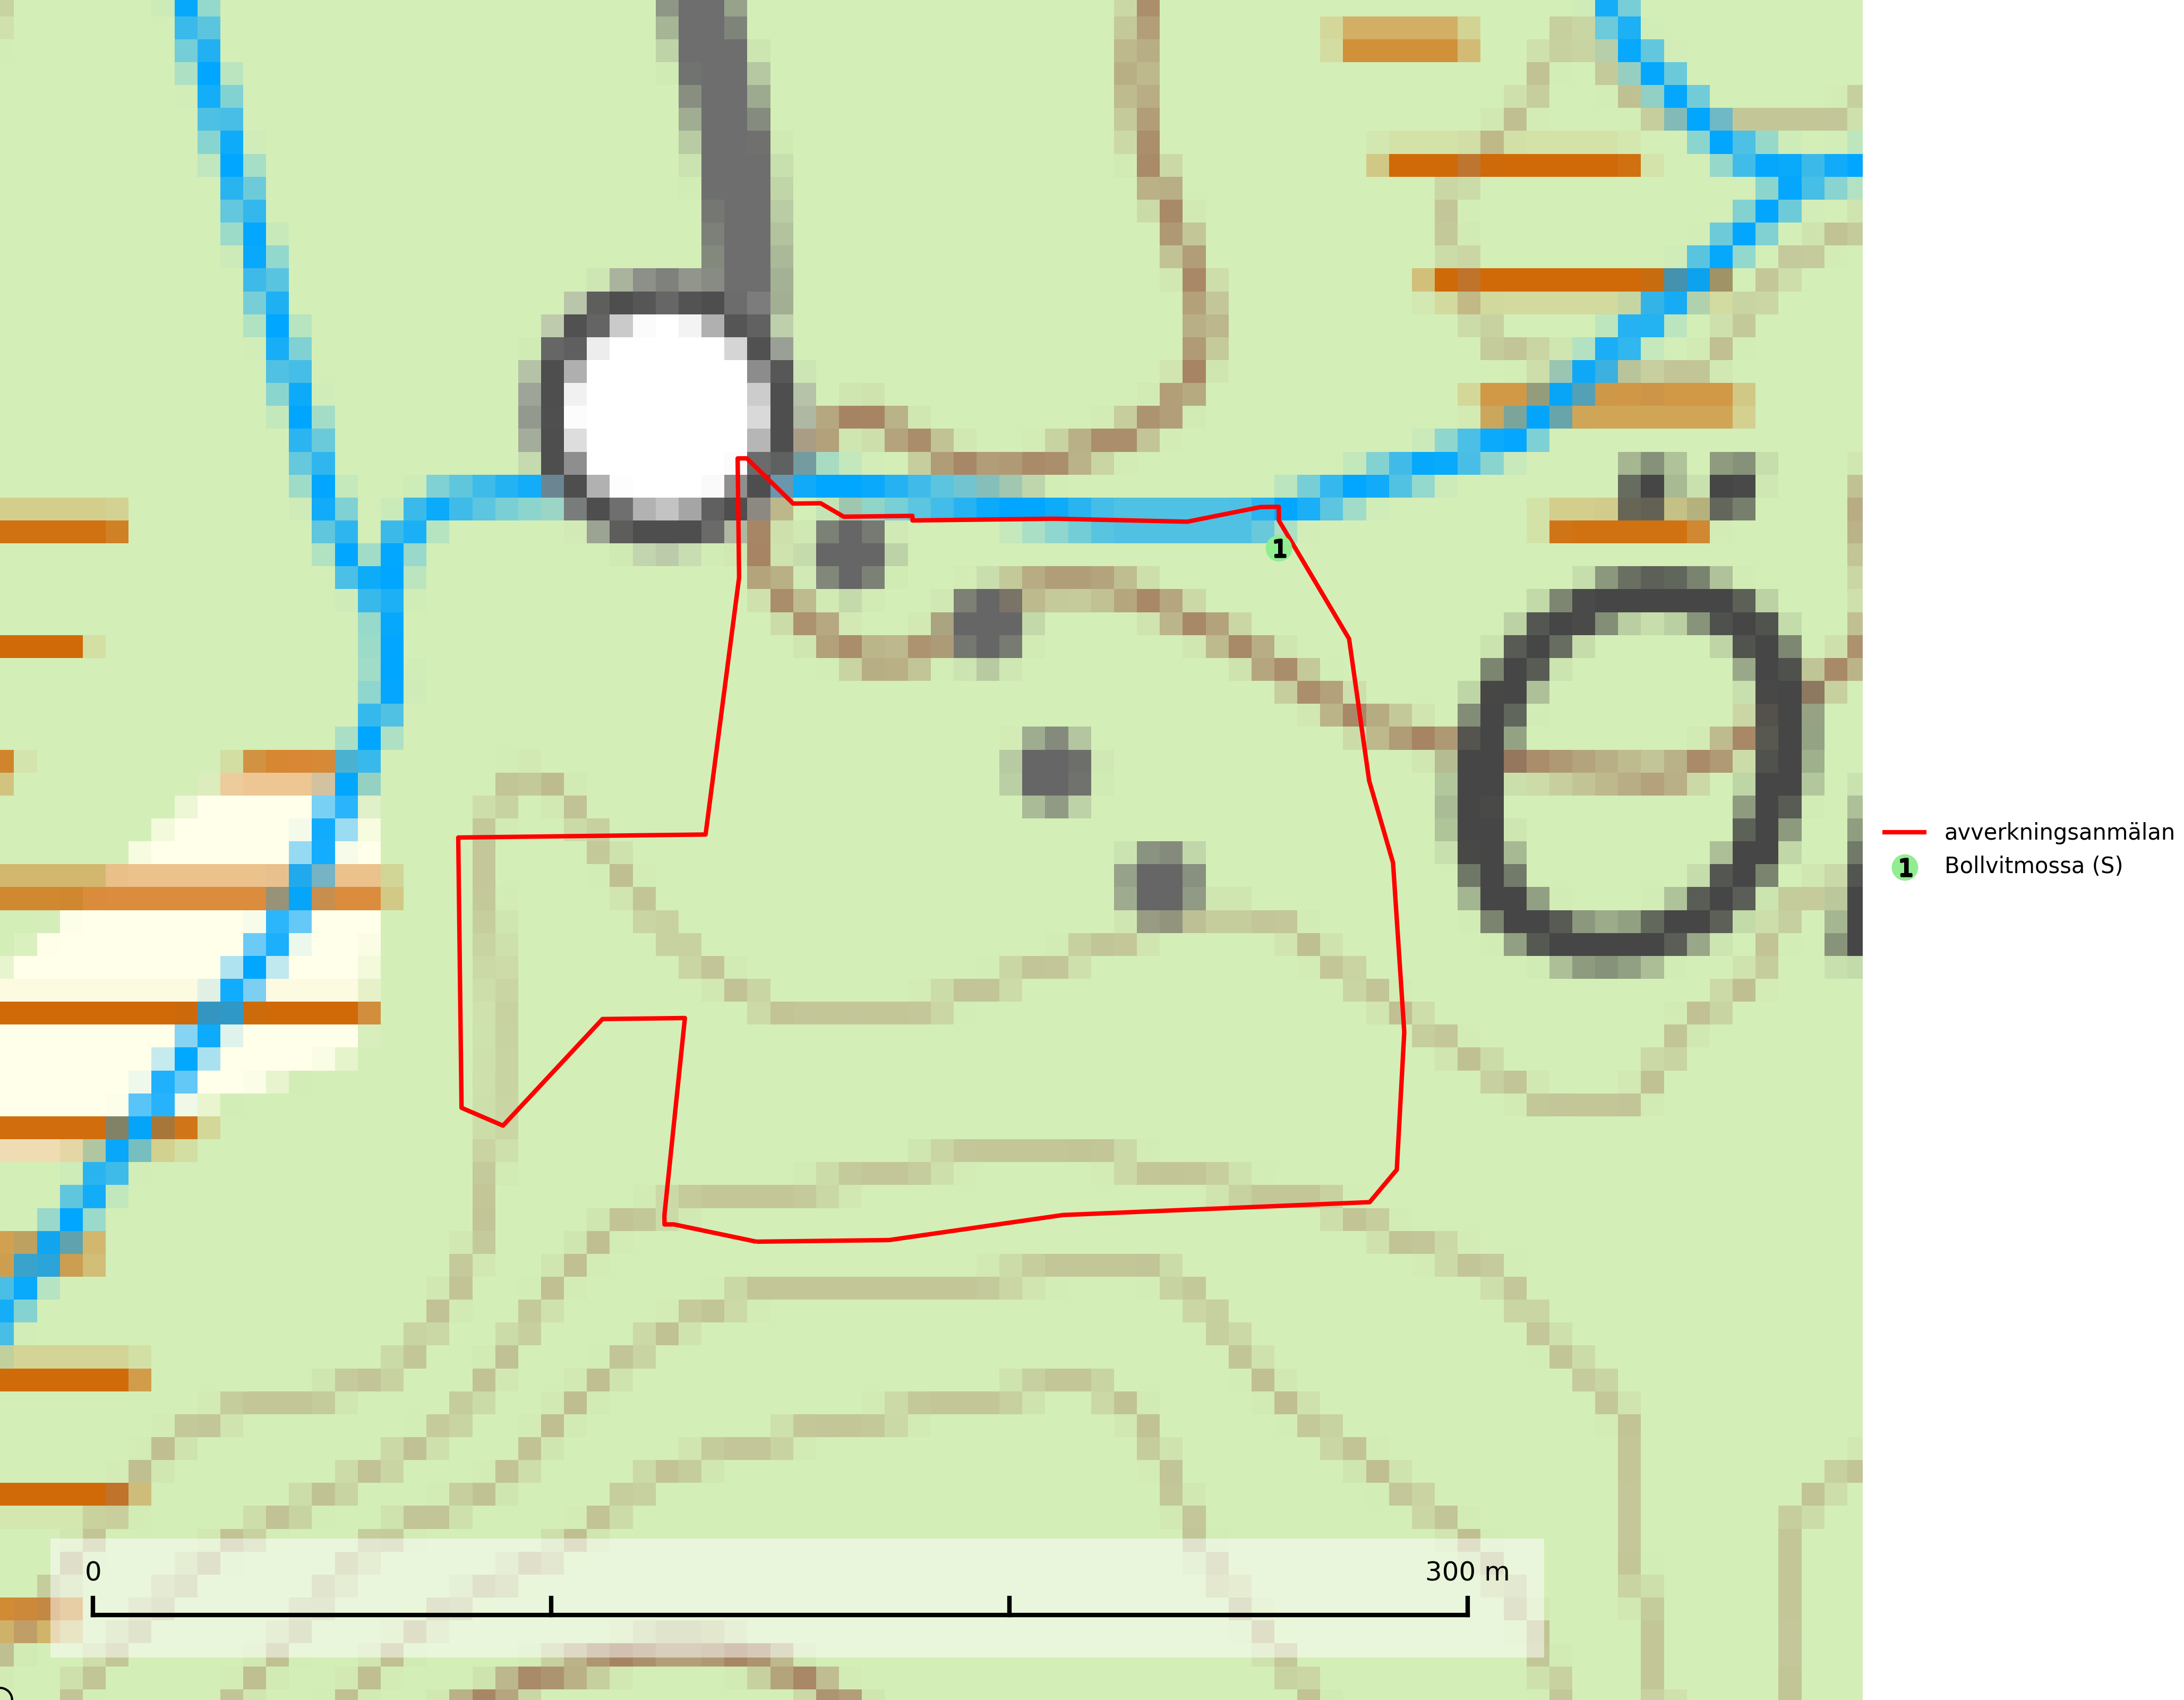 1
avverkningsanmälan
1 Bollvitmossa (S)
0 300 m